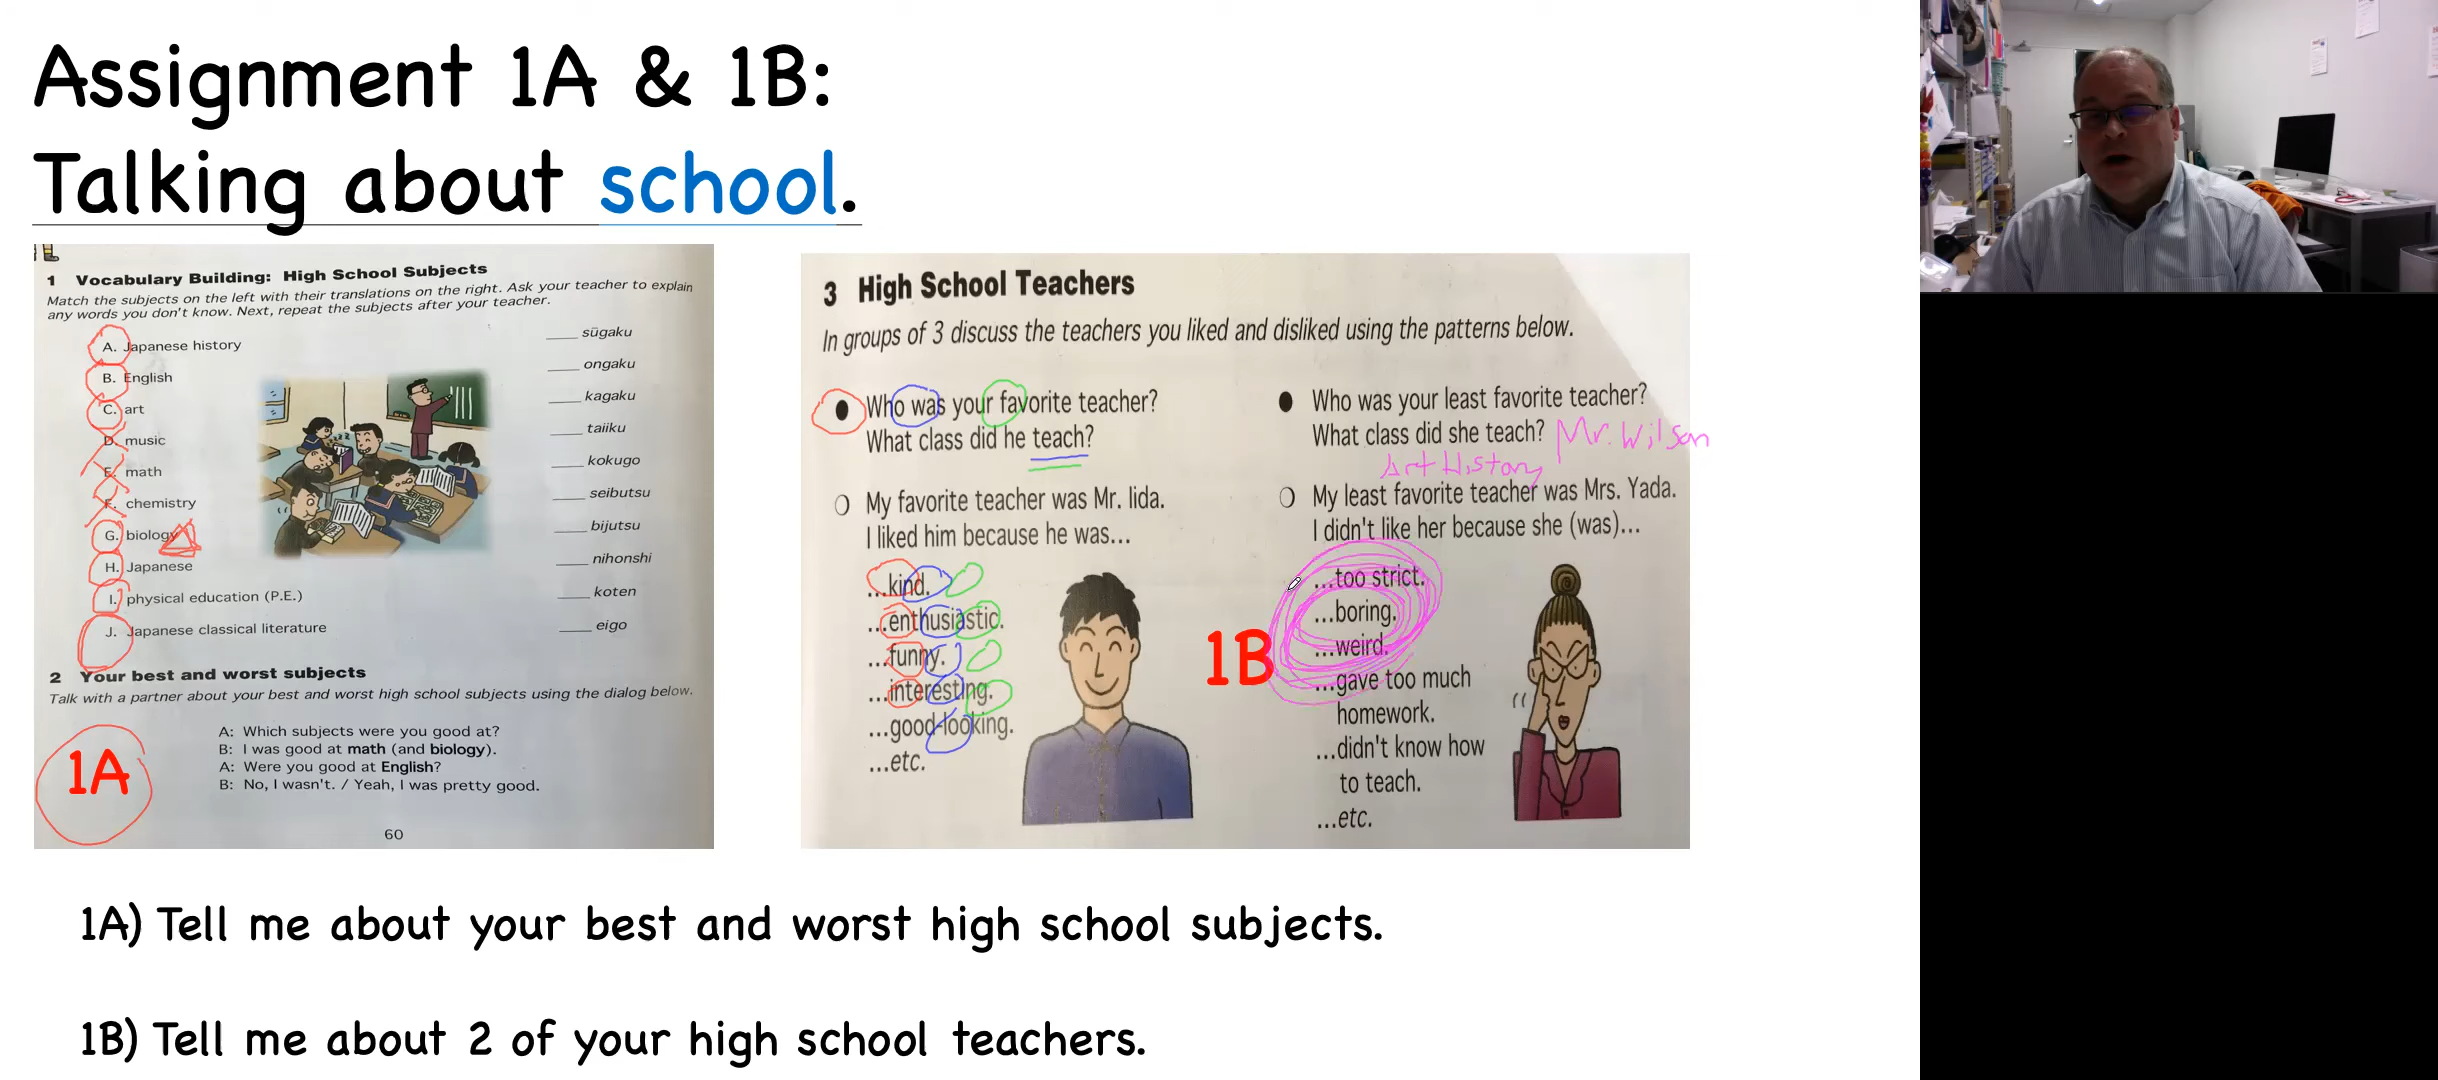 Assignment 1A & 1B:
Talking about school.
1 Vocabulary Building: High School Subjects
Match the subjects on the left with their translations on the right. Ask your teacher to explain
any words you don't know. Next, repeat the subjects after your teacher.
A. Japanese history
B. English
C. art
D. music
E. math
F. chemistry
G. biology
H. Japanese
I. physical education (P.E.)
J. Japanese classical literature
___ sūgaku
___ ongaku
___ kagaku
___ taiiku
___ kokugo
___ seibutsu
___ bijutsu
___ nihonshi
___ koten
___ eigo
2 Your best and worst subjects
Talk with a partner about your best and worst high school subjects using the dialog below.
1A
A: Which subjects were you good at?
B: I was good at math (and biology).
A: Were you good at English?
B: No, I wasn't. / Yeah, I was pretty good.
60
3 High School Teachers
In groups of 3 discuss the teachers you liked and disliked using the patterns below.
● Who was your favorite teacher?
What class did he teach?
○ My favorite teacher was Mr. Iida.
I liked him because he was...
...kind.
...enthusiastic.
...funny.
...interesting.
...good-looking.
...etc.
1B
● Who was your least favorite teacher?
What class did she teach? Mr. Wilson
Art History
○ My least favorite teacher was Mrs. Yada.
I didn't like her because she (was)...
...too strict.
...boring.
...weird.
...gave too much
homework.
...didn't know how
to teach.
...etc.
1A) Tell me about your best and worst high school subjects.
1B) Tell me about 2 of your high school teachers.